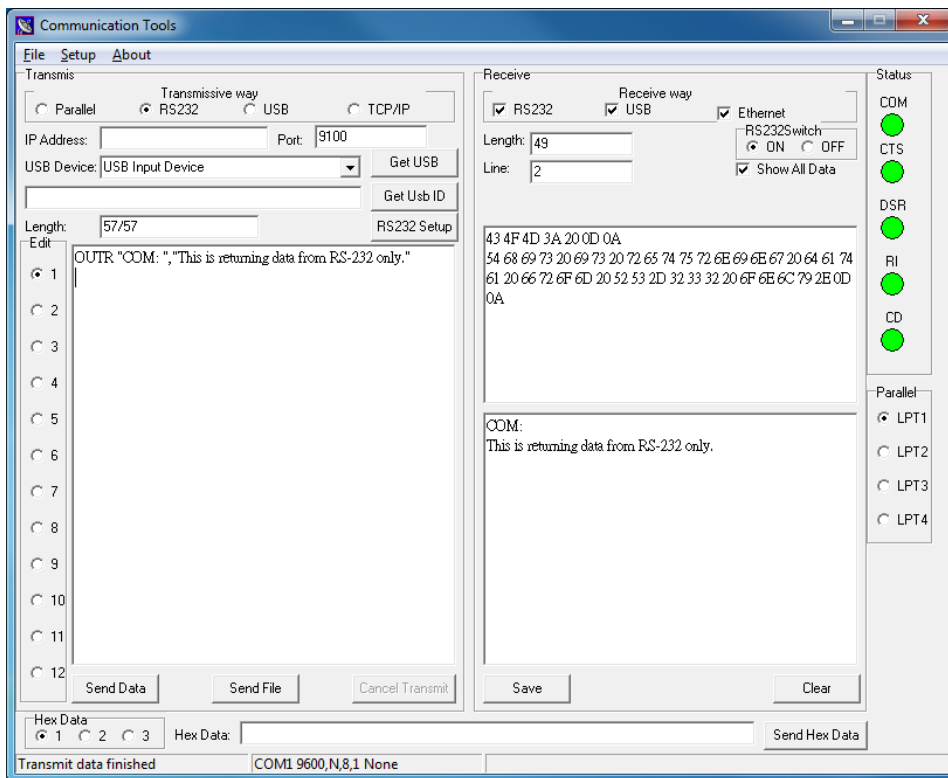 Communication Tools
File Setup About
Transmis
Transmissive way
Parallel RS232 USB TCP/IP
IP Address: Port: 9100
USB Device: USB Input Device Get USB
Get Usb ID
Length: 57/57 RS232 Setup
Edit
OUTR "COM: ","This is returning data from RS-232 only."
1
2
3
4
5
6
7
8
9
10
11
12
Send Data Send File Cancel Transmit
Receive
Receive way
RS232 USB Ethernet
Length: 49
RS232Switch
ON OFF
Line: 2
Show All Data
43 4F 4D 3A 20 0D 0A
54 68 69 73 20 69 73 20 72 65 74 75 72 6E 69 6E 67 20 64 61 74
61 20 66 72 6F 6D 20 52 53 2D 32 33 32 20 6F 6E 6C 79 2E 0D
0A
COM:
This is returning data from RS-232 only.
Save Clear
Status
COM
CTS
DSR
RI
CD
Parallel
LPT1
LPT2
LPT3
LPT4
Hex Data
1 2 3 Hex Data: Send Hex Data
Transmit data finished COM1 9600,N,8,1 None